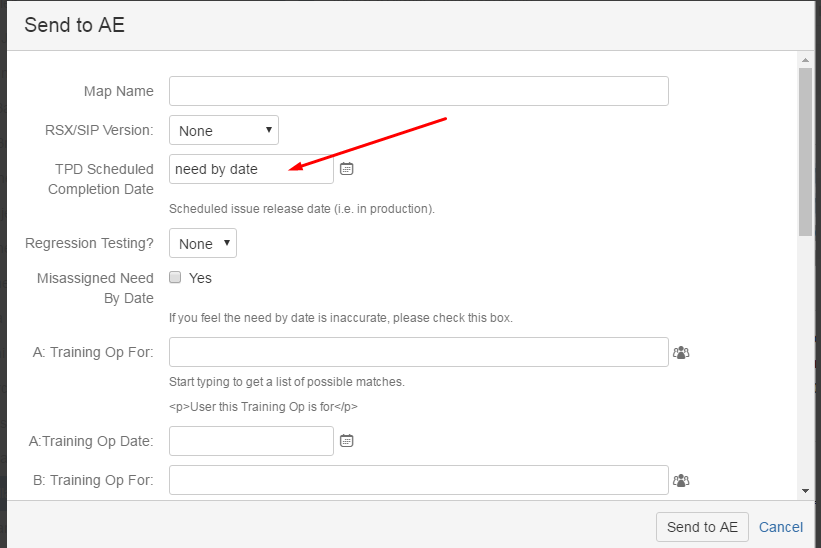 Send to AE
Map Name
RSX/SIP Version:
None
TPD Scheduled
Completion Date
need by date
Scheduled issue release date (i.e. in production).
Regression Testing?
None
Misassigned Need
By Date
Yes
If you feel the need by date is inaccurate, please check this box.
A: Training Op For:
Start typing to get a list of possible matches.
<p>User this Training Op is for</p>
A:Training Op Date:
B: Training Op For:
Send to AE
Cancel